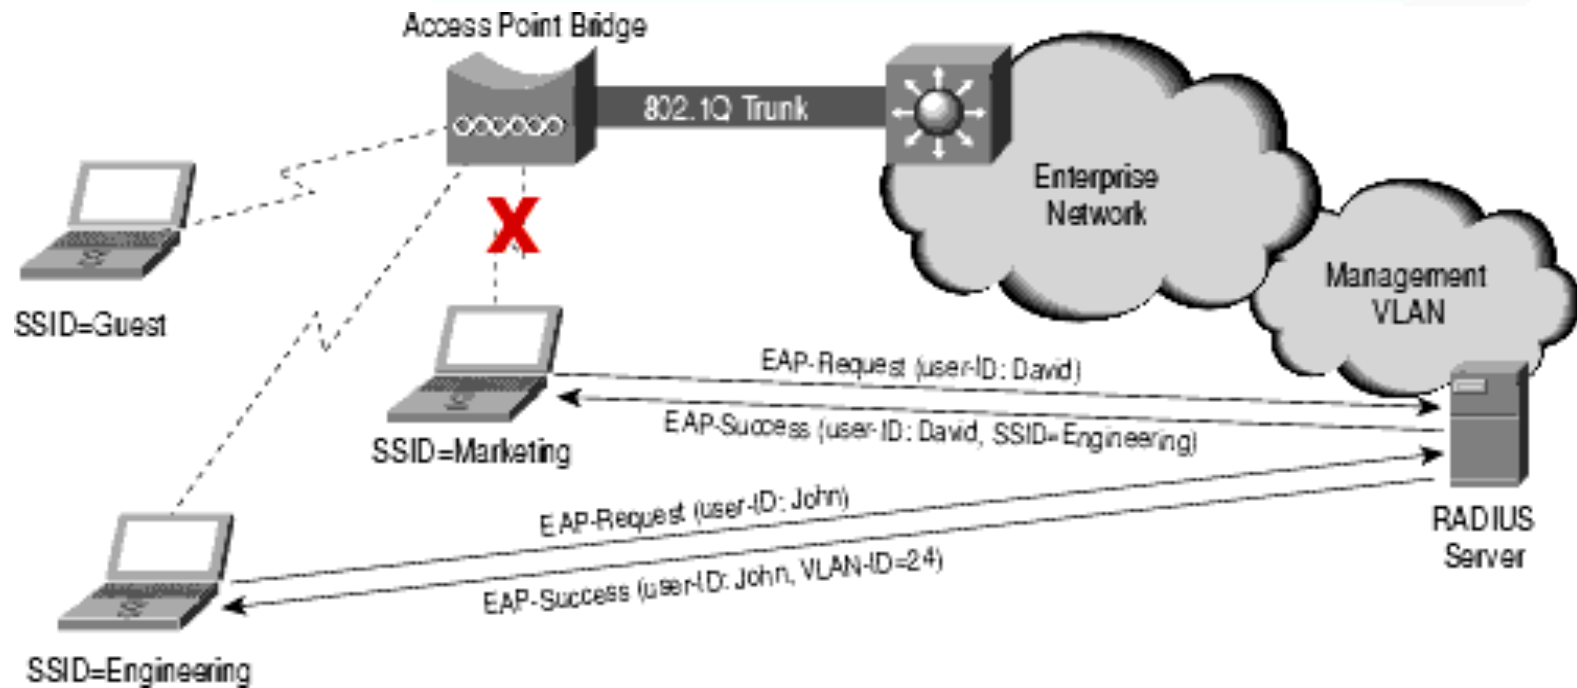 Access Point Bridge
802.1Q Trunk
Enterprise
Network
Management
VLAN
SSID=Guest
EAP-Request (user-ID: David)
EAP-Success (user-ID: David, SSID=Engineering)
SSID=Marketing
EAP-Request (user-ID: John)
EAP-Success (user-ID: John, VLAN-ID=24)
RADIUS
Server
SSID=Engineering
X